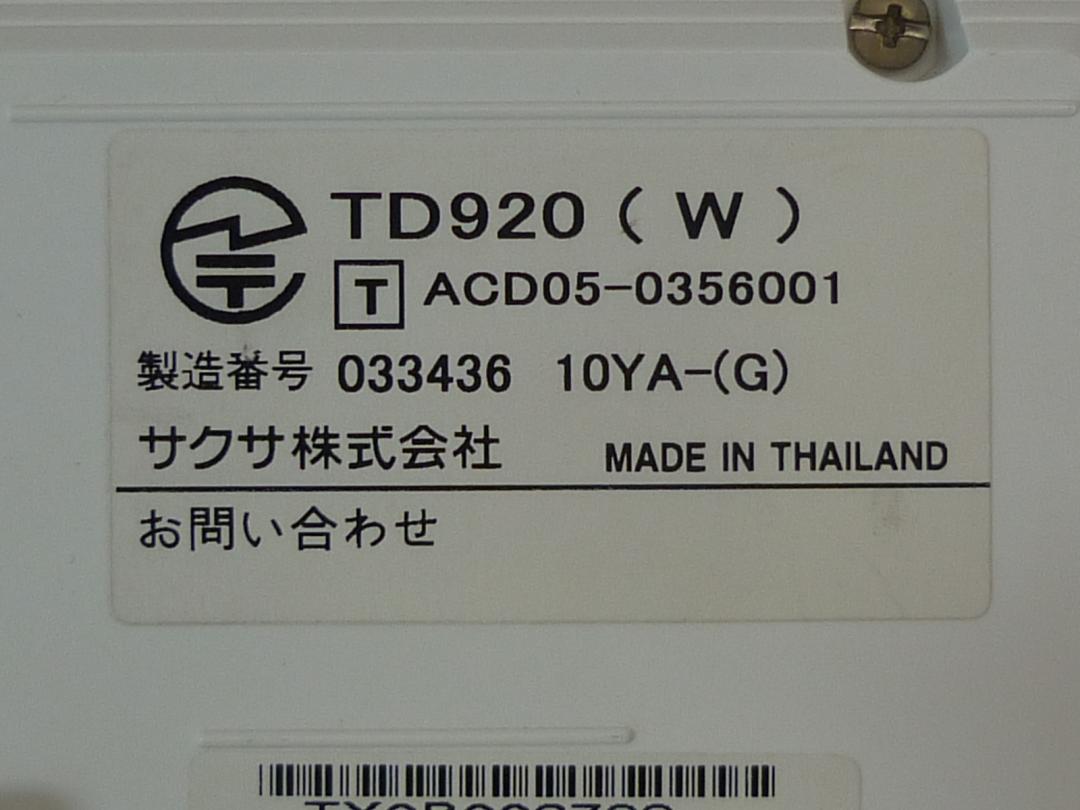 TD920 ( W )
T ACD05-0356001
製造番号 033436 10YA-(G)
サクサ株式会社 MADE IN THAILAND
お問い合わせ